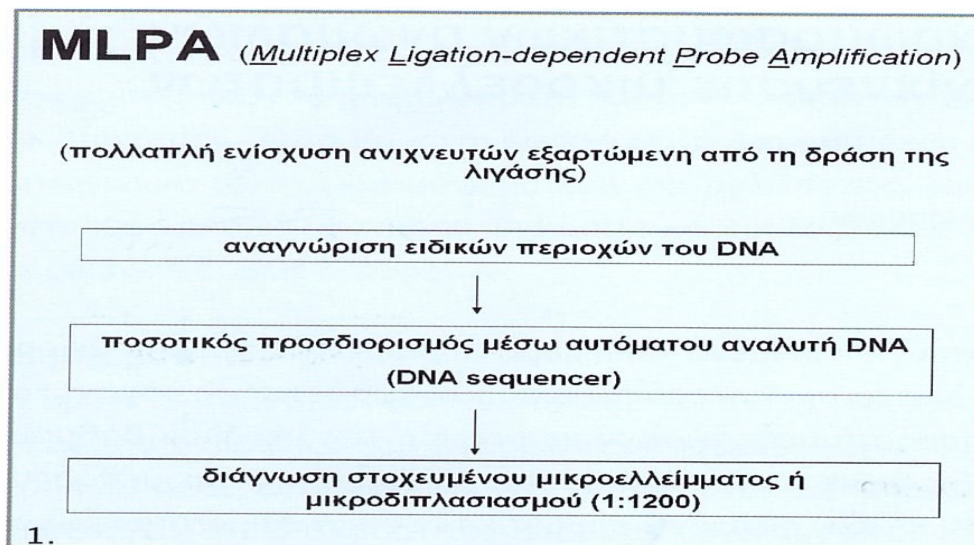 MLPA (Multiplex Ligation-dependent Probe Amplification)
(πολλαπλή ενίσχυση ανιχνευτών εξαρτώμενη από τη δράση της
λιγάσης)
αναγνώριση ειδικών περιοχών του DNA
ποσοτικός προσδιορισμός μέσω αυτόματου αναλυτή DNA
(DNA sequencer)
διάγνωση στοχευμένου μικροελλείμματος ή
μικροδιπλασιασμού (1:1200)
1.